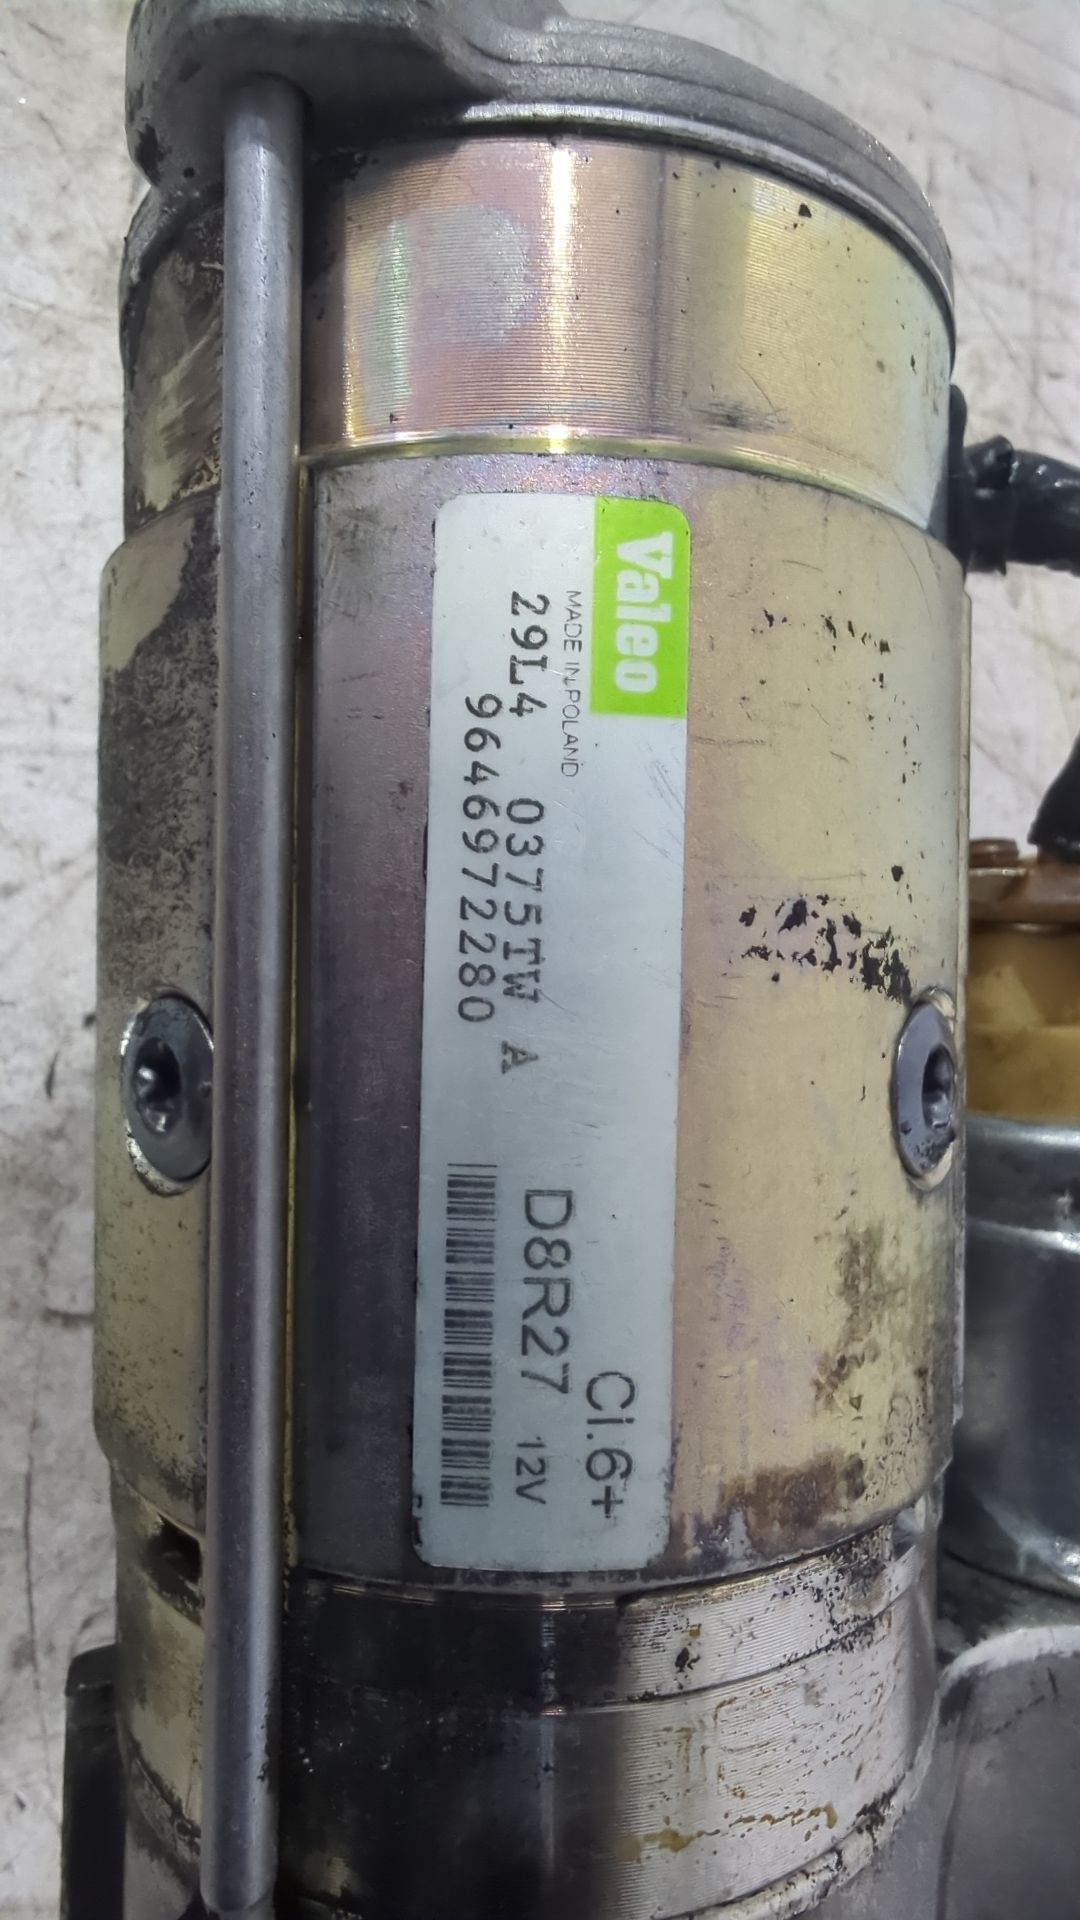 Valeo
MADE IN POLAND
29L4 0375TW A
9646972280
Cl.6+
D8R27 12V